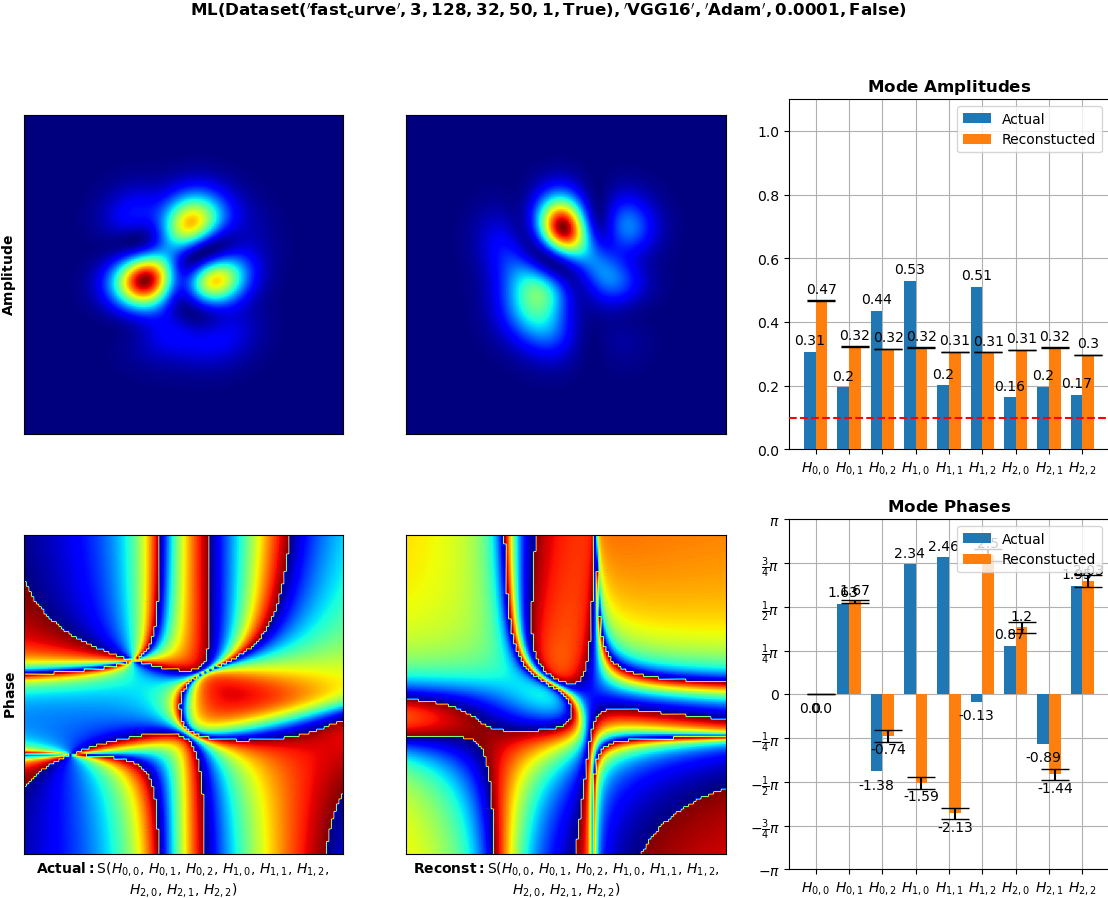 ML(Dataset('fast_curve', 3, 128, 32, 50, 1, True), 'VGG16', 'Adam', 0.0001, False)
Amplitude
Mode Amplitudes
Actual
Reconstucted
1.0
0.8
0.6
0.4
0.2
0.0
0.31 0.47 0.2 0.32 0.44 0.32 0.53 0.32 0.2 0.31 0.51 0.31 0.16 0.31 0.2 0.32 0.17 0.3
H0,0 H0,1 H0,2 H1,0 H1,1 H1,2 H2,0 H2,1 H2,2
Phase
Mode Phases
Actual
Reconstucted
π
3/4π
1/2π
1/4π
0
−1/4π
−1/2π
−3/4π
−π
0.0 0.0 1.63 1.67 -1.38 -0.74 2.34 -1.59 2.46 -2.13 -0.13 2.5 0.87 1.2 -0.89 -1.44
H0,0 H0,1 H0,2 H1,0 H1,1 H1,2 H2,0 H2,1 H2,2
Actual: S(H0,0, H0,1, H0,2, H1,0, H1,1, H1,2,
H2,0, H2,1, H2,2)
Reconst: S(H0,0, H0,1, H0,2, H1,0, H1,1, H1,2,
H2,0, H2,1, H2,2)